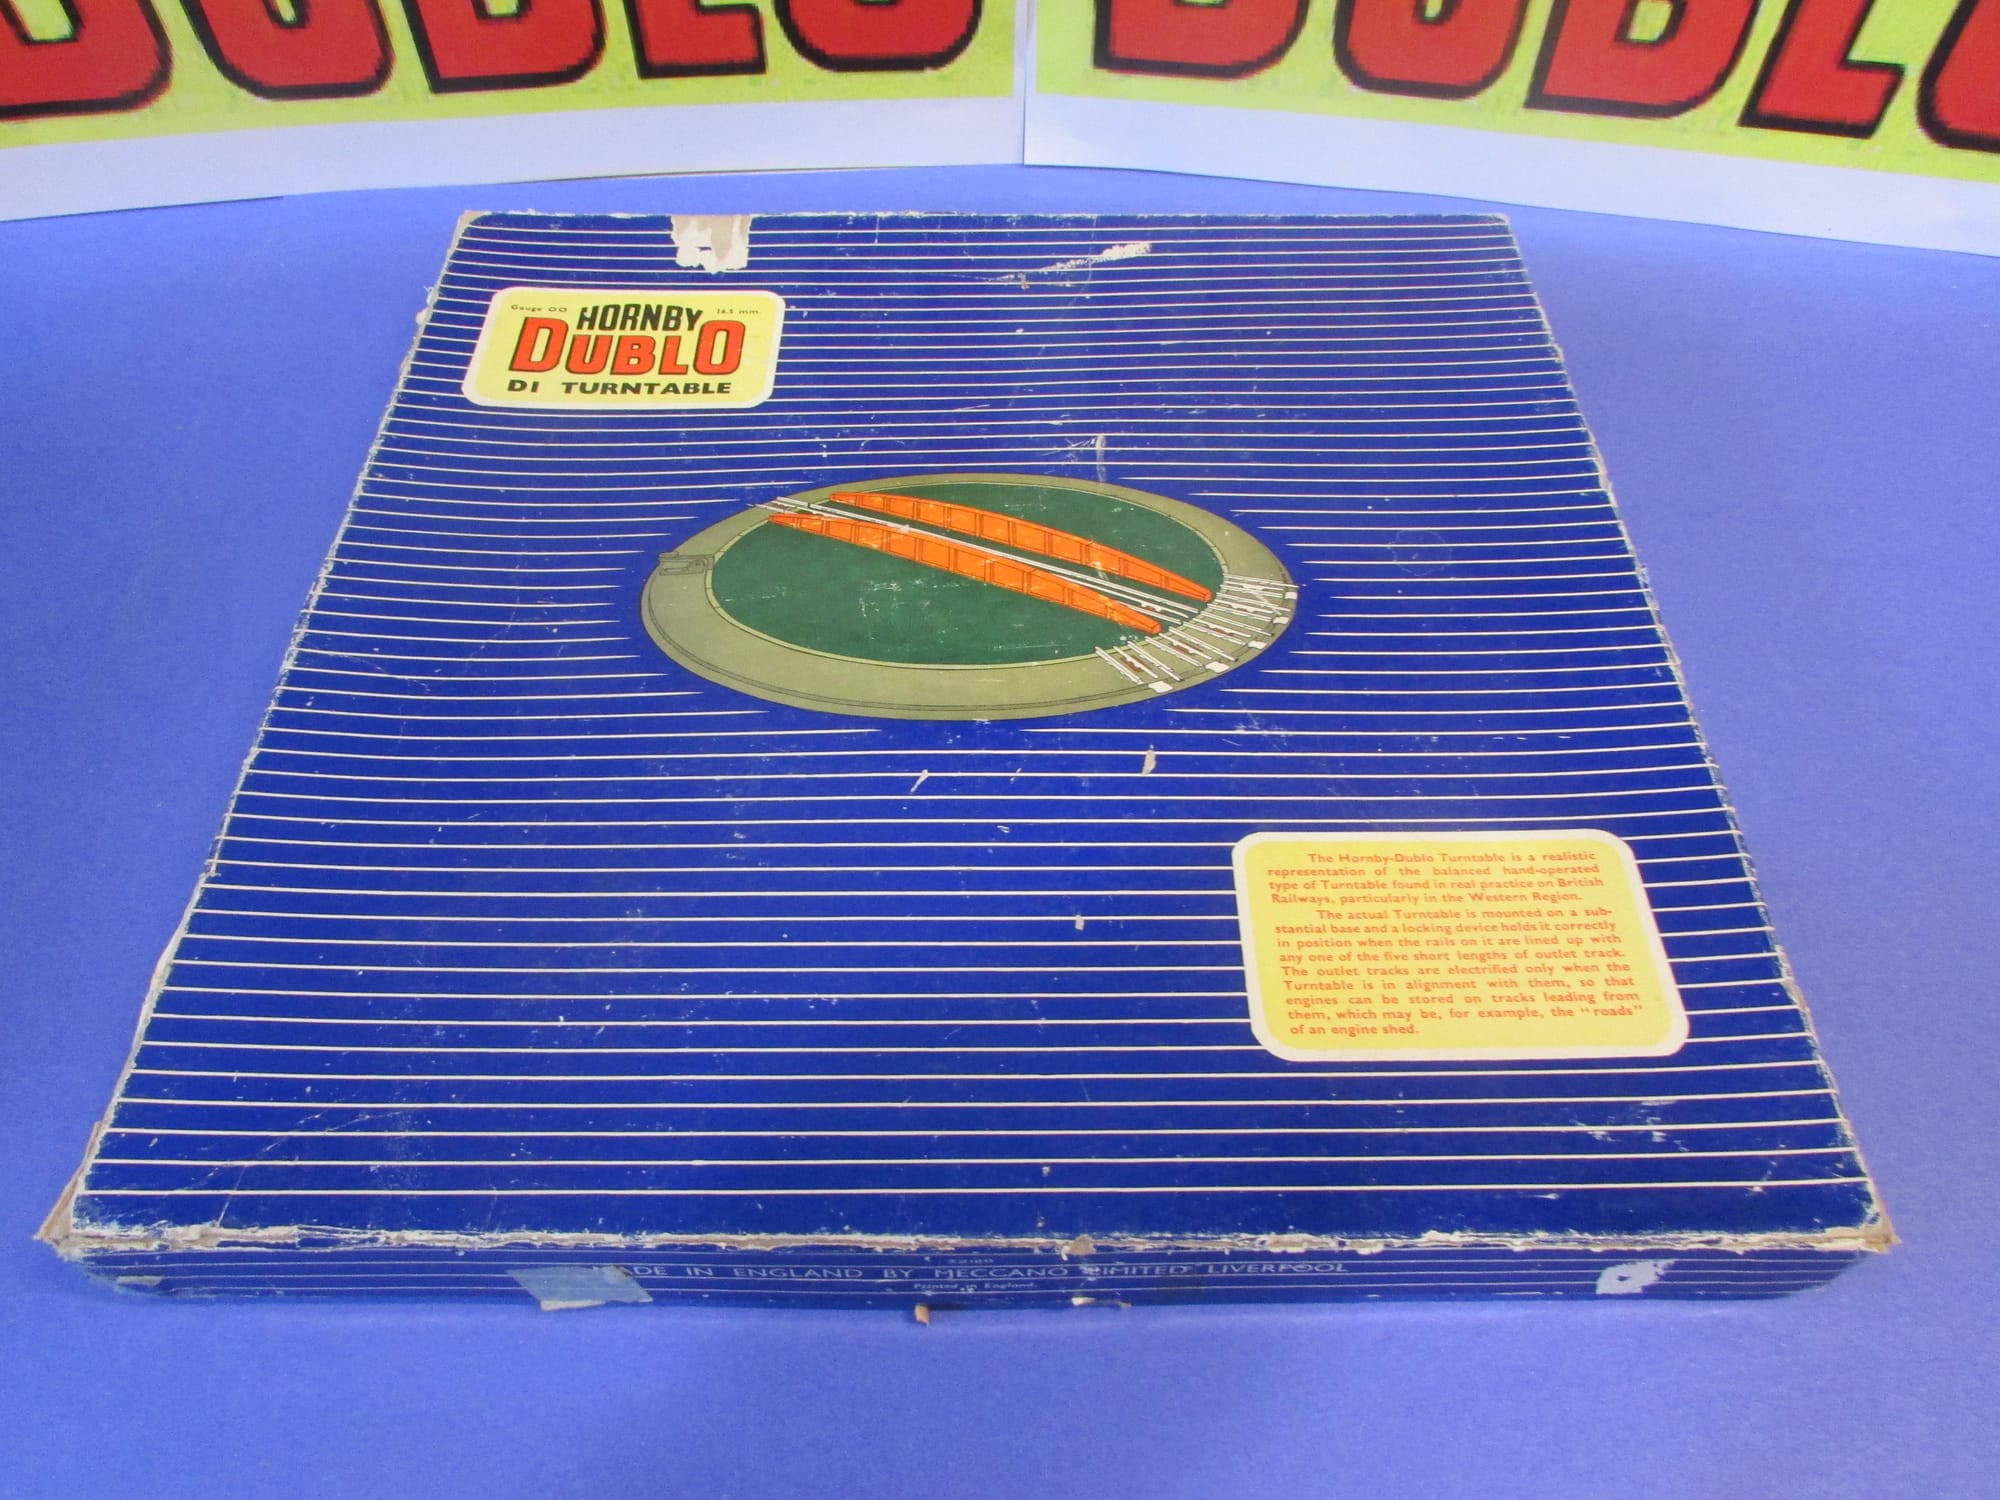 DUBLO
DUBLO
Gauge OO HORNBY 16.5 mm.
DUBLO
D1 TURNTABLE
The Hornby-Dublo Turntable is a realistic
representation of the balanced hand-operated
type of Turntable found in real practice on British
Railways, particularly in the Western Region.
The actual Turntable is mounted on a sub-
stantial base and a locking device holds it correctly
in position when the rails on it are lined up with
any one of the five short lengths of outlet track.
The outlet tracks are electrified only when the
Turntable is in alignment with them, so that
engines can be stored on tracks leading from
them, which may be, for example, the "roads"
of an engine shed.
MADE IN ENGLAND BY MECCANO LIMITED LIVERPOOL
Printed in England.